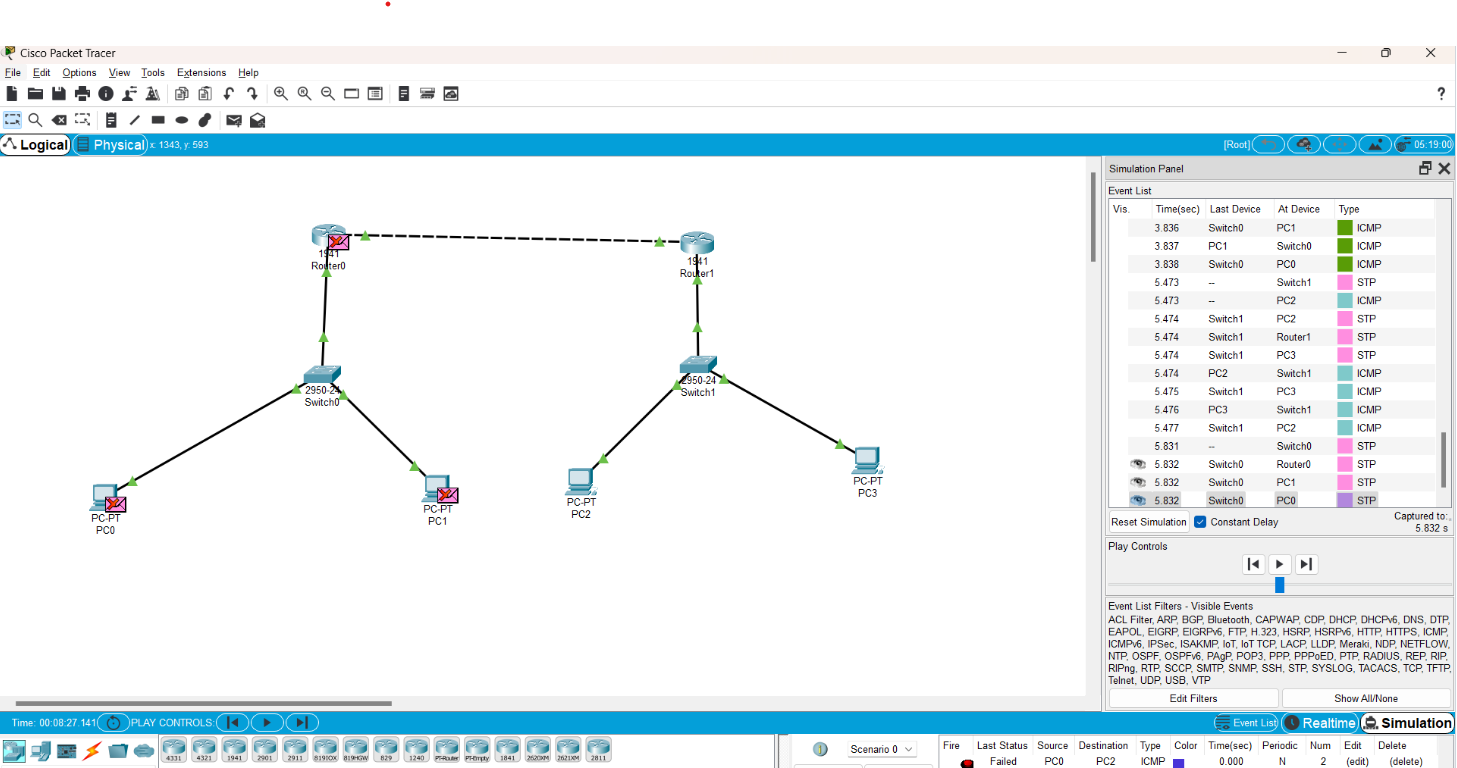 Cisco Packet Tracer
File Edit Options View Tools Extensions Help
?
Logical Physical x: 1343, y: 593 [Root] 05:19:00
Simulation Panel
Event List
Vis. Time(sec) Last Device At Device Type
3.836 Switch0 PC1 ICMP
3.837 PC1 Switch0 ICMP
3.838 Switch0 PC0 ICMP
5.473 -- Switch1 STP
5.473 -- PC2 ICMP
5.474 Switch1 PC2 STP
5.474 Switch1 Router1 STP
5.474 Switch1 PC3 STP
5.474 PC2 Switch1 ICMP
5.475 Switch1 PC3 ICMP
5.476 PC3 Switch1 ICMP
5.477 Switch1 PC2 ICMP
5.831 -- Switch0 STP
5.832 Switch0 Router0 STP
5.832 Switch0 PC1 STP
5.832 Switch0 PC0 STP
Reset Simulation Constant Delay Captured to:
5.832 s
Play Controls
Event List Filters - Visible Events
ACL Filter, ARP, BGP, Bluetooth, CAPWAP, CDP, DHCP, DHCPv6, DNS, DTP,
EAPOL, EIGRP, EIGRPv6, FTP, H.323, HSRP, HSRPv6, HTTP, HTTPS, ICMP,
ICMPv6, IPSec, ISAKMP, IoT, IoT TCP, LACP, LLDP, Meraki, NDP, NETFLOW,
NTP, OSPF, OSPFv6, PAgP, POP3, PPP, PPPoED, PTP, RADIUS, REP, RIP,
RIPng, RTP, SCCP, SMTP, SNMP, SSH, STP, SYSLOG, TACACS, TCP, TFTP,
Telnet, UDP, USB, VTP
Edit Filters Show All/None
1941
Router0
1941
Router1
2950-24
Switch0
2950-24
Switch1
PC-PT
PC0
PC-PT
PC1
PC-PT
PC2
PC-PT
PC3
Time: 00:08:27.141 PLAY CONTROLS: Event List Realtime Simulation
4331 4321 1941 2901 2911 819IOX 819HGW 829 1240 PT-Router PT-Empty 1841 2620XM 2621XM 2811
Scenario 0
Fire Last Status Source Destination Type Color Time(sec) Periodic Num Edit Delete
Failed PC0 PC2 ICMP 0.000 N 2 (edit) (delete)